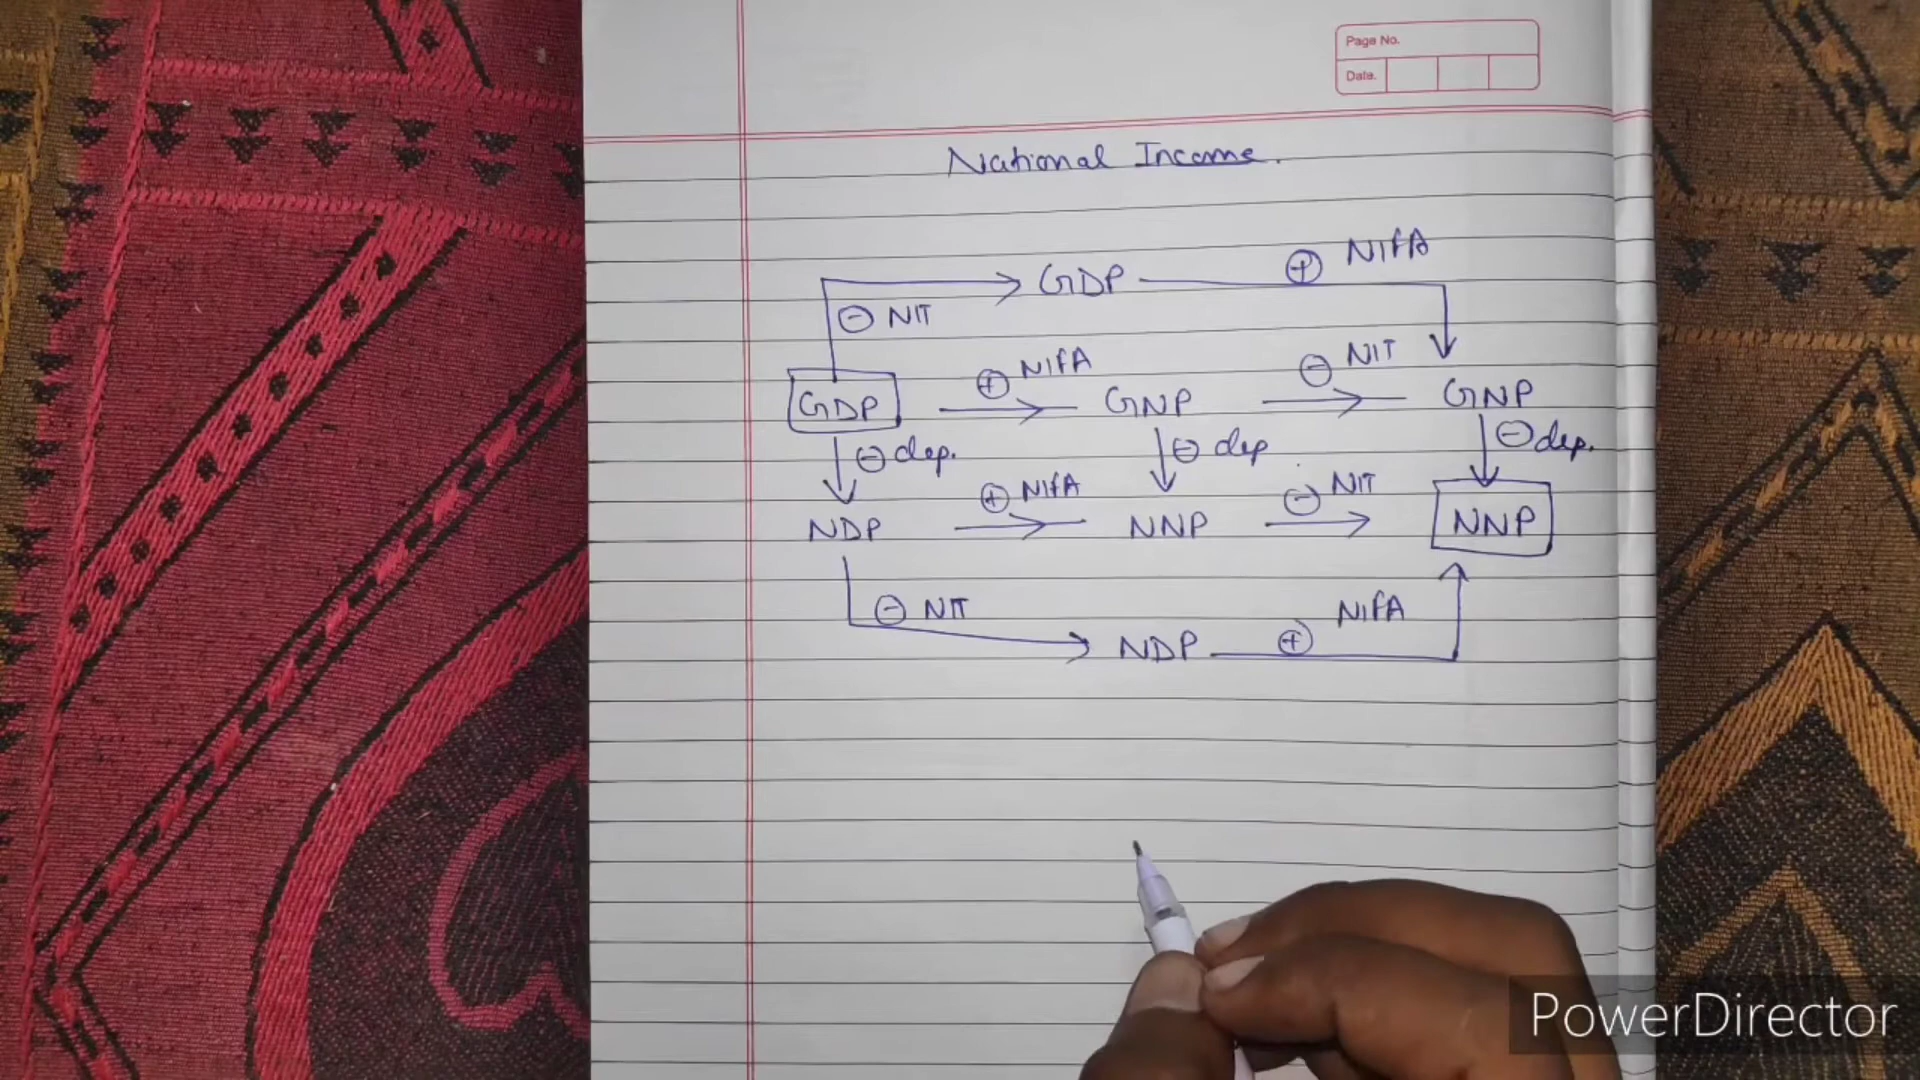 Page No.
Date.
National Income.
GDP ⊕ NIFA
⊖ NIT
GDP ⊕ NIFA GNP ⊖ NIT GNP
⊖ dep. ⊖ dep ⊖ dep.
NDP ⊕ NIFA NNP ⊖ NIT NNP
⊖ NIT NDP ⊕ NIFA
PowerDirector